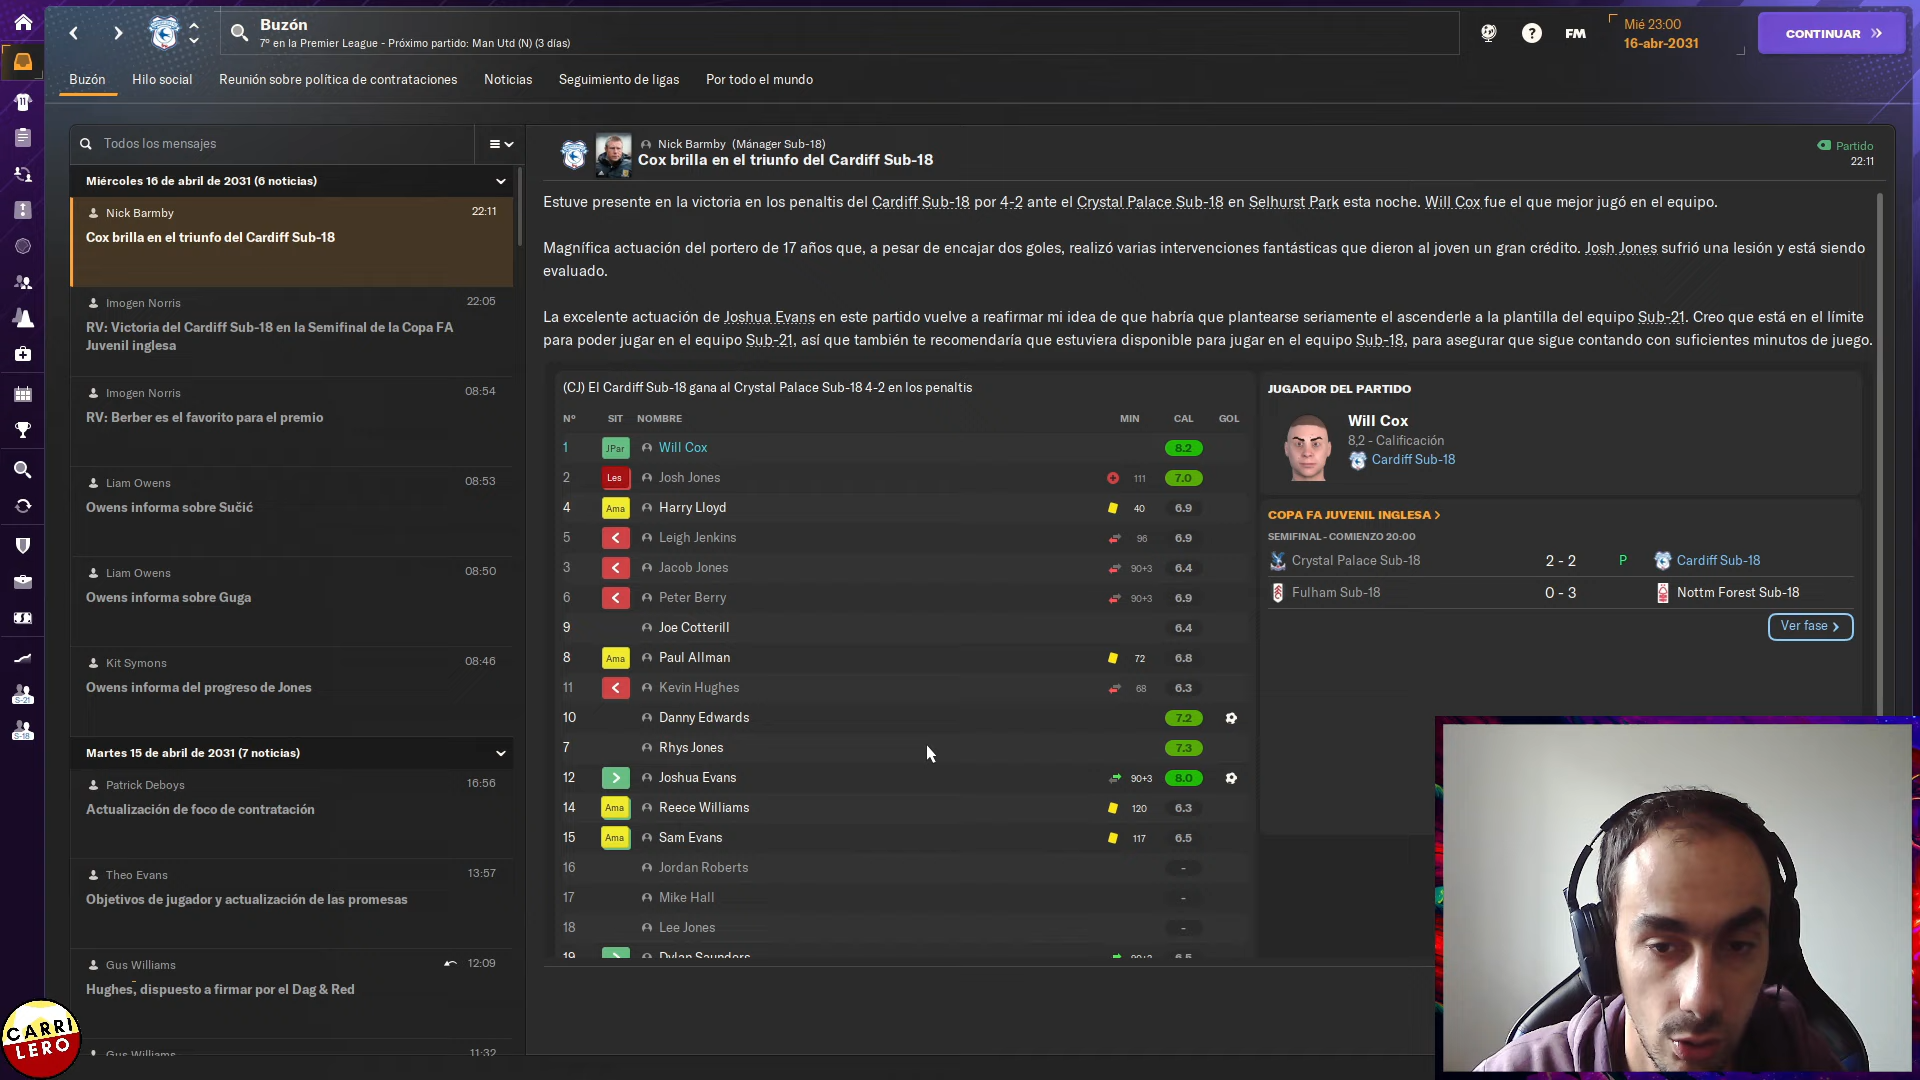 Buzón
7º en la Premier League - Próximo partido: Man Utd (N) (3 días)
FM
Mié 23:00
16-abr-2031
CONTINUAR
Buzón
Hilo social
Reunión sobre política de contrataciones
Noticias
Seguimiento de ligas
Por todo el mundo
Todos los mensajes
Miércoles 16 de abril de 2031 (6 noticias)
Nick Barmby 22:11
Cox brilla en el triunfo del Cardiff Sub-18
Imogen Norris 22:05
RV: Victoria del Cardiff Sub-18 en la Semifinal de la Copa FA
Juvenil inglesa
Imogen Norris 08:54
RV: Berber es el favorito para el premio
Liam Owens 08:53
Owens informa sobre Sučić
Liam Owens 08:50
Owens informa sobre Guga
Kit Symons 08:46
Owens informa del progreso de Jones
Martes 15 de abril de 2031 (7 noticias)
Patrick Deboys 16:56
Actualización de foco de contratación
Theo Evans 13:57
Objetivos de jugador y actualización de las promesas
Gus Williams 12:09
Hughes, dispuesto a firmar por el Dag & Red
Gus Williams 11:32
S-21
S-18
CARRI
LERO
Nick Barmby (Mánager Sub-18)
Cox brilla en el triunfo del Cardiff Sub-18
Partido
22:11
Estuve presente en la victoria en los penaltis del Cardiff Sub-18 por 4-2 ante el Crystal Palace Sub-18 en Selhurst Park esta noche. Will Cox fue el que mejor jugó en el equipo.
Magnífica actuación del portero de 17 años que, a pesar de encajar dos goles, realizó varias intervenciones fantásticas que dieron al joven un gran crédito. Josh Jones sufrió una lesión y está siendo
evaluado.
La excelente actuación de Joshua Evans en este partido vuelve a reafirmar mi idea de que habría que plantearse seriamente el ascenderle a la plantilla del equipo Sub-21. Creo que está en el límite
para poder jugar en el equipo Sub-21, así que también te recomendaría que estuviera disponible para jugar en el equipo Sub-18, para asegurar que sigue contando con suficientes minutos de juego.
(CJ) El Cardiff Sub-18 gana al Crystal Palace Sub-18 4-2 en los penaltis
Nº SIT NOMBRE MIN CAL GOL
1 JPar Will Cox 8.2
2 Les Josh Jones 111 7.0
4 Ama Harry Lloyd 40 6.9
5 Leigh Jenkins 96 6.9
3 Jacob Jones 90+3 6.4
6 Peter Berry 90+3 6.9
9 Joe Cotterill 6.4
8 Ama Paul Allman 72 6.8
11 Kevin Hughes 68 6.3
10 Danny Edwards 7.2
7 Rhys Jones 7.3
12 Joshua Evans 90+3 8.0
14 Ama Reece Williams 120 6.3
15 Ama Sam Evans 117 6.5
16 Jordan Roberts -
17 Mike Hall -
18 Lee Jones -
19 Dylan Saunders 90+3 6.5
JUGADOR DEL PARTIDO
Will Cox
8,2 - Calificación
Cardiff Sub-18
COPA FA JUVENIL INGLESA
SEMIFINAL - COMIENZO 20:00
Crystal Palace Sub-18 2 - 2 P Cardiff Sub-18
Fulham Sub-18 0 - 3 Nottm Forest Sub-18
Ver fase